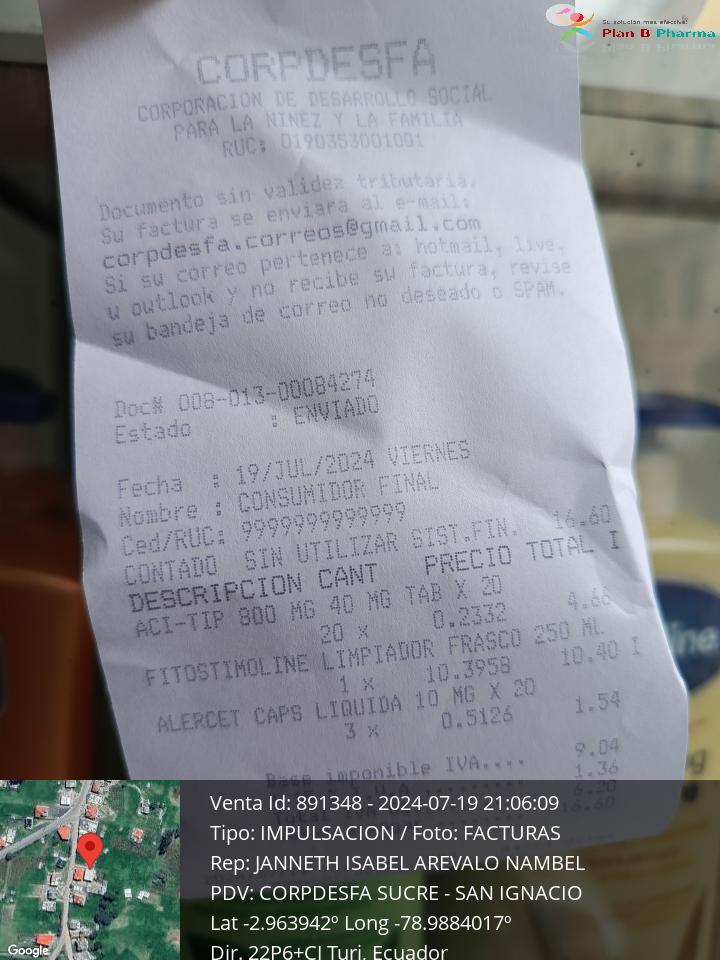 Su solución más efectiva!
Plan B Pharma
CORPDESFA
CORPORACION DE DESARROLLO SOCIAL
PARA LA NINEZ Y LA FAMILIA
RUC: 0190353001001
Documento sin validez tributaria.
Su factura se enviara al e-mail:
corpdesfa.correos@gmail.com
Si su correo pertenece a: hotmail, live,
u outlook y no recibe su factura, revise
su bandeja de correo no deseado o SPAM.
Doc# 008-013-00084274
Estado : ENVIADO
Fecha : 19/JUL/2024 VIERNES
Nombre : CONSUMIDOR FINAL
Ced/RUC: 9999999999999
CONTADO SIN UTILIZAR SIST.FIN. 16.60
DESCRIPCION CANT PRECIO TOTAL I
ACI-TIP 800 MG 40 MG TAB X 20
20 x 0.2332 4.66
FITOSTIMOLINE LIMPIADOR FRASCO 250 ML
1 x 10.3958 10.40 I
ALERCET CAPS LIQUIDA 10 MG X 20
3 x 0.5126 1.54
Base imponible IVA.... 9.04
1.36
6.20
16.60
Venta Id: 891348 - 2024-07-19 21:06:09
Tipo: IMPULSACION / Foto: FACTURAS
Rep: JANNETH ISABEL AREVALO NAMBEL
PDV: CORPDESFA SUCRE - SAN IGNACIO
Lat -2.963942º Long -78.9884017º
Dir. 22P6+CJ Turi, Ecuador
Google